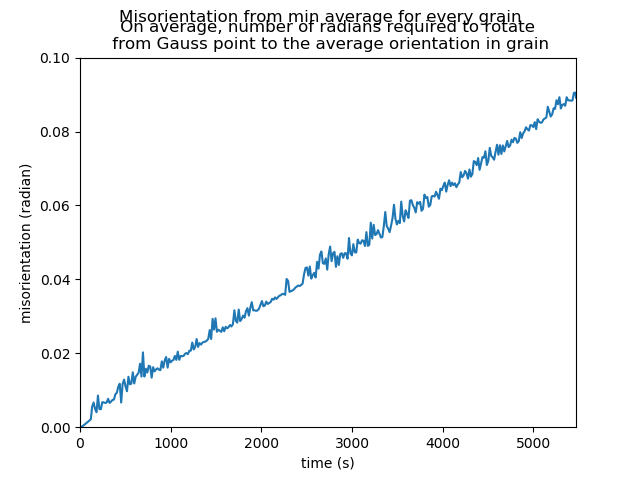 Misorientation from min average for every grain
On average, number of radians required to rotate
from Gauss point to the average orientation in grain
0.10
0.08
0.06
0.04
0.02
0.00
misorientation (radian)
0 1000 2000 3000 4000 5000
time (s)